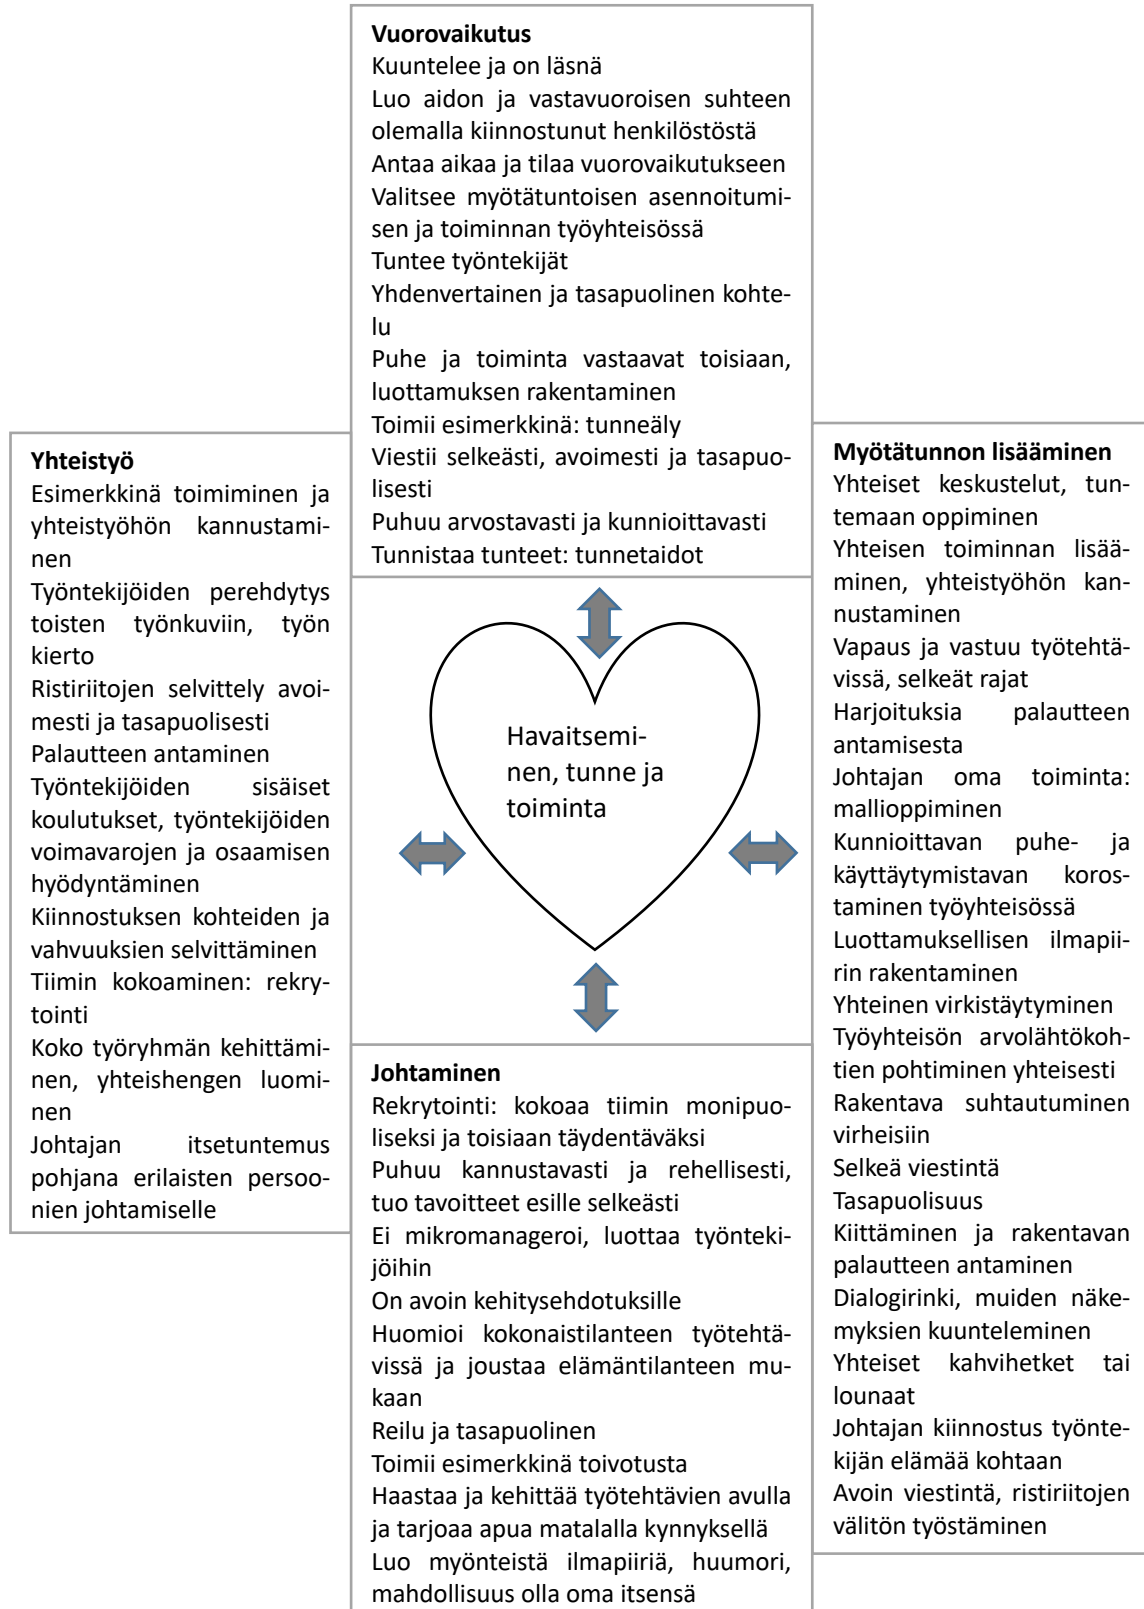 Vuorovaikutus
Kuuntelee ja on läsnä
Luo aidon ja vastavuoroisen suhteen
olemalla kiinnostunut henkilöstöstä
Antaa aikaa ja tilaa vuorovaikutukseen
Valitsee myötätuntoisen asennoitumi-
sen ja toiminnan työyhteisössä
Tuntee työntekijät
Yhdenvertainen ja tasapuolinen kohte-
lu
Puhe ja toiminta vastaavat toisiaan,
luottamuksen rakentaminen
Toimii esimerkkinä: tunneäly
Viestii selkeästi, avoimesti ja tasapuo-
lisesti
Puhuu arvostavasti ja kunnioittavasti
Tunnistaa tunteet: tunnetaidot
Yhteistyö
Esimerkkinä toimiminen ja
yhteistyöhön kannustami-
nen
Työntekijöiden perehdytys
toisten työnkuviin, työn
kierto
Ristiriitojen selvittely avoi-
mesti ja tasapuolisesti
Palautteen antaminen
Työntekijöiden sisäiset
koulutukset, työntekijöiden
voimavarojen ja osaamisen
hyödyntäminen
Kiinnostuksen kohteiden ja
vahvuuksien selvittäminen
Tiimin kokoaminen: rekry-
tointi
Koko työryhmän kehittämi-
nen, yhteishengen luomi-
nen
Johtajan itsetuntemus
pohjana erilaisten persoo-
nien johtamiselle
Havaitsemi-
nen, tunne ja
toiminta
Myötätunnon lisääminen
Yhteiset keskustelut, tun-
temaan oppiminen
Yhteisen toiminnan lisää-
minen, yhteistyöhön kan-
nustaminen
Vapaus ja vastuu työtehtä-
vissä, selkeät rajat
Harjoituksia palautteen
antamisesta
Johtajan oma toiminta:
mallioppiminen
Kunnioittavan puhe- ja
käyttäytymistavan koros-
taminen työyhteisössä
Luottamuksellisen ilmapii-
rin rakentaminen
Yhteinen virkistäytyminen
Työyhteisön arvolähtökoh-
tien pohtiminen yhteisesti
Rakentava suhtautuminen
virheisiin
Selkeä viestintä
Tasapuolisuus
Kiittäminen ja rakentavan
palautteen antaminen
Dialogirinki, muiden näke-
myksien kuunteleminen
Yhteiset kahvihetket tai
lounaat
Johtajan kiinnostus työnte-
kijän elämää kohtaan
Avoin viestintä, ristiriitojen
välitön työstäminen
Johtaminen
Rekrytointi: kokoaa tiimin monipuo-
liseksi ja toisiaan täydentäväksi
Puhuu kannustavasti ja rehellisesti,
tuo tavoitteet esille selkeästi
Ei mikromanageroi, luottaa työnteki-
jöihin
On avoin kehitysehdotuksille
Huomioi kokonaistilanteen työtehtä-
vissä ja joustaa elämäntilanteen mu-
kaan
Reilu ja tasapuolinen
Toimii esimerkkinä toivotusta
Haastaa ja kehittää työtehtävien avulla
ja tarjoaa apua matalalla kynnyksellä
Luo myönteistä ilmapiiriä, huumori,
mahdollisuus olla oma itsensä